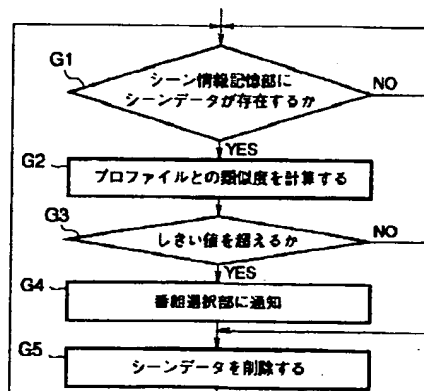 G1
シーン情報記憶部に
シーンデータが存在するか
NO
YES
G2
プロファイルとの類似度を計算する
G3
しきい値を超えるか
NO
YES
G4
番組選択部に通知
G5
シーンデータを削除する